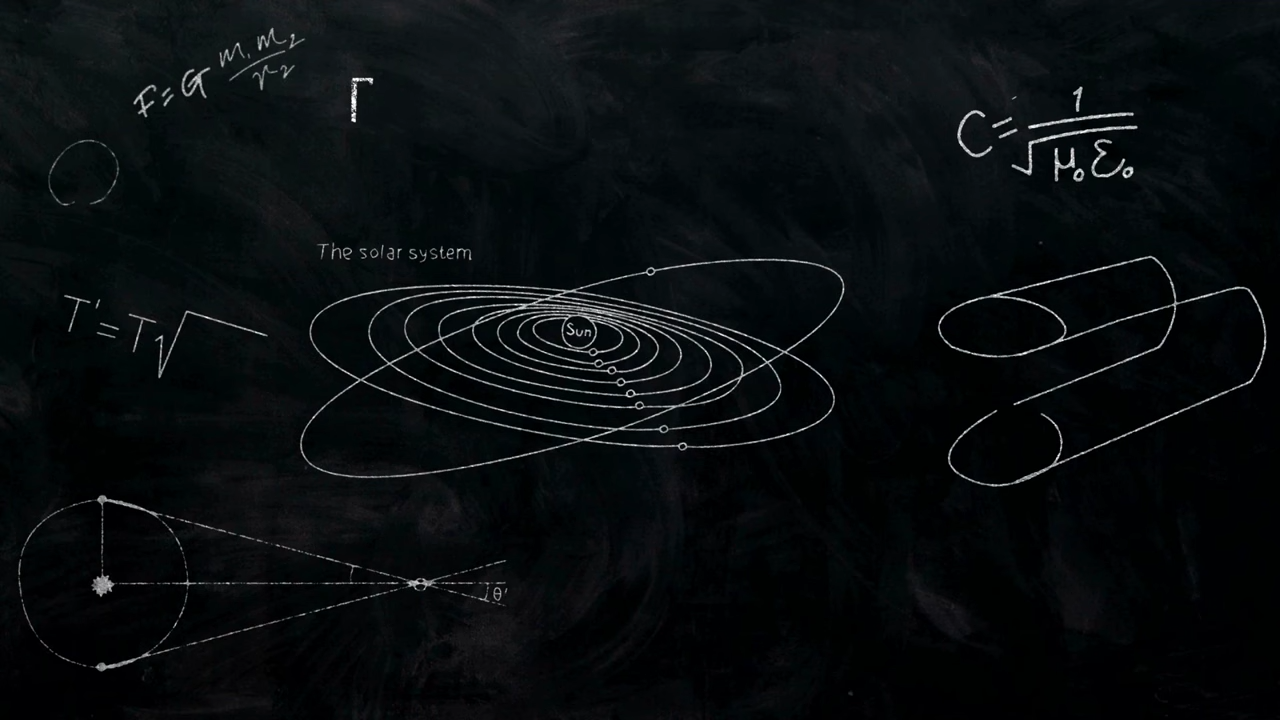 F=G m₁m₂/r₂
Γ
C= 1/√μ₀ε₀
The solar system
Sun
T'=T√
θ'